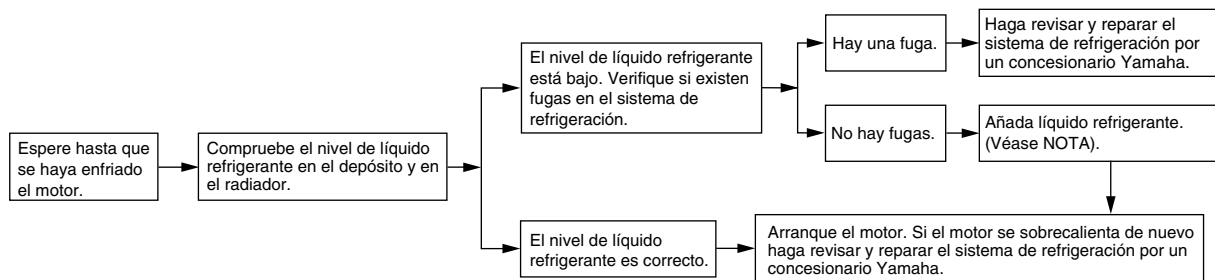 Espere hasta que
se haya enfriado
el motor.
Compruebe el nivel de líquido
refrigerante en el depósito y en
el radiador.
El nivel de líquido refrigerante
está bajo. Verifique si existen
fugas en el sistema de
refrigeración.
Hay una fuga.
Haga revisar y reparar el
sistema de refrigeración por
un concesionario Yamaha.
No hay fugas.
Añada líquido refrigerante.
(Véase NOTA).
El nivel de líquido
refrigerante es correcto.
Arranque el motor. Si el motor se sobrecalienta de nuevo
haga revisar y reparar el sistema de refrigeración por un
concesionario Yamaha.